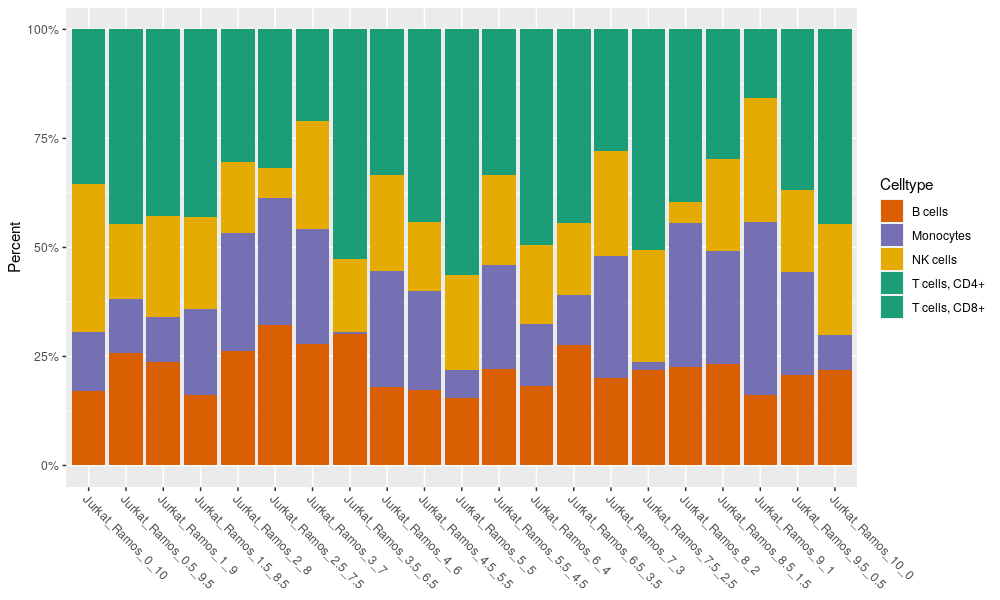 100%
75%
50%
25%
0%
Percent
Jurkat_Ramos_0_10
Jurkat_Ramos_0.5_9.5
Jurkat_Ramos_1_9
Jurkat_Ramos_1.5_8.5
Jurkat_Ramos_2_8
Jurkat_Ramos_2.5_7.5
Jurkat_Ramos_3_7
Jurkat_Ramos_3.5_6.5
Jurkat_Ramos_4_6
Jurkat_Ramos_4.5_5.5
Jurkat_Ramos_5_5
Jurkat_Ramos_5.5_4.5
Jurkat_Ramos_6_4
Jurkat_Ramos_6.5_3.5
Jurkat_Ramos_7_3
Jurkat_Ramos_7.5_2.5
Jurkat_Ramos_8_2
Jurkat_Ramos_8.5_1.5
Jurkat_Ramos_9_1
Jurkat_Ramos_9.5_0.5
Jurkat_Ramos_10_0
Celltype
B cells
Monocytes
NK cells
T cells, CD4+
T cells, CD8+